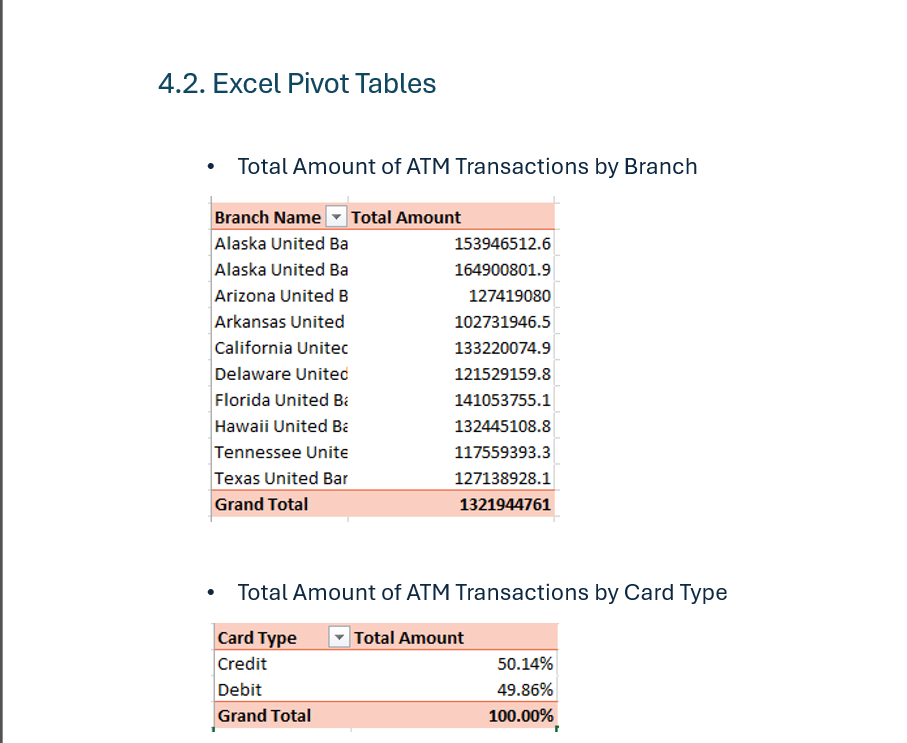 4.2. Excel Pivot Tables
• Total Amount of ATM Transactions by Branch
Branch Name Total Amount
Alaska United Ba 153946512.6
Alaska United Ba 164900801.9
Arizona United B 127419080
Arkansas United 102731946.5
California United 133220074.9
Delaware United 121529159.8
Florida United Ba 141053755.1
Hawaii United Ba 132445108.8
Tennessee Unite 117559393.3
Texas United Bar 127138928.1
Grand Total 1321944761
• Total Amount of ATM Transactions by Card Type
Card Type Total Amount
Credit 50.14%
Debit 49.86%
Grand Total 100.00%